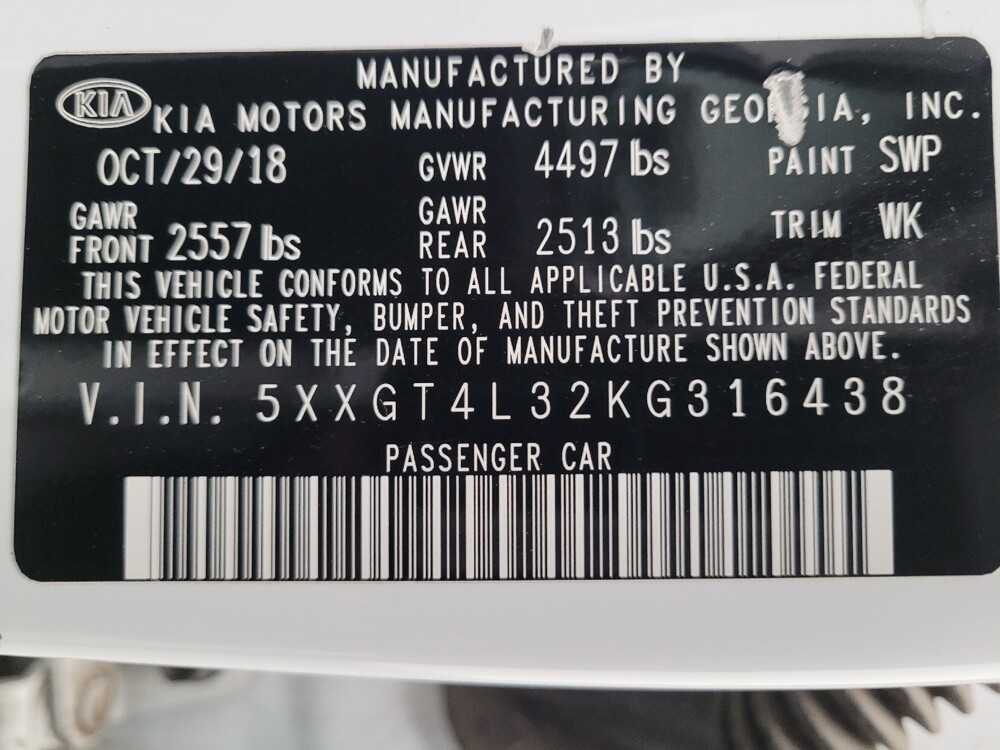 MANUFACTURED BY
KIA KIA MOTORS MANUFACTURING GEORGIA, INC.
OCT/29/18 GVWR 4497 lbs PAINT SWP
GAWR FRONT 2557 lbs GAWR REAR 2513 lbs TRIM WK
THIS VEHICLE CONFORMS TO ALL APPLICABLE U.S.A. FEDERAL
MOTOR VEHICLE SAFETY, BUMPER, AND THEFT PREVENTION STANDARDS
IN EFFECT ON THE DATE OF MANUFACTURE SHOWN ABOVE.
V.I.N. 5XXGT4L32KG316438
PASSENGER CAR